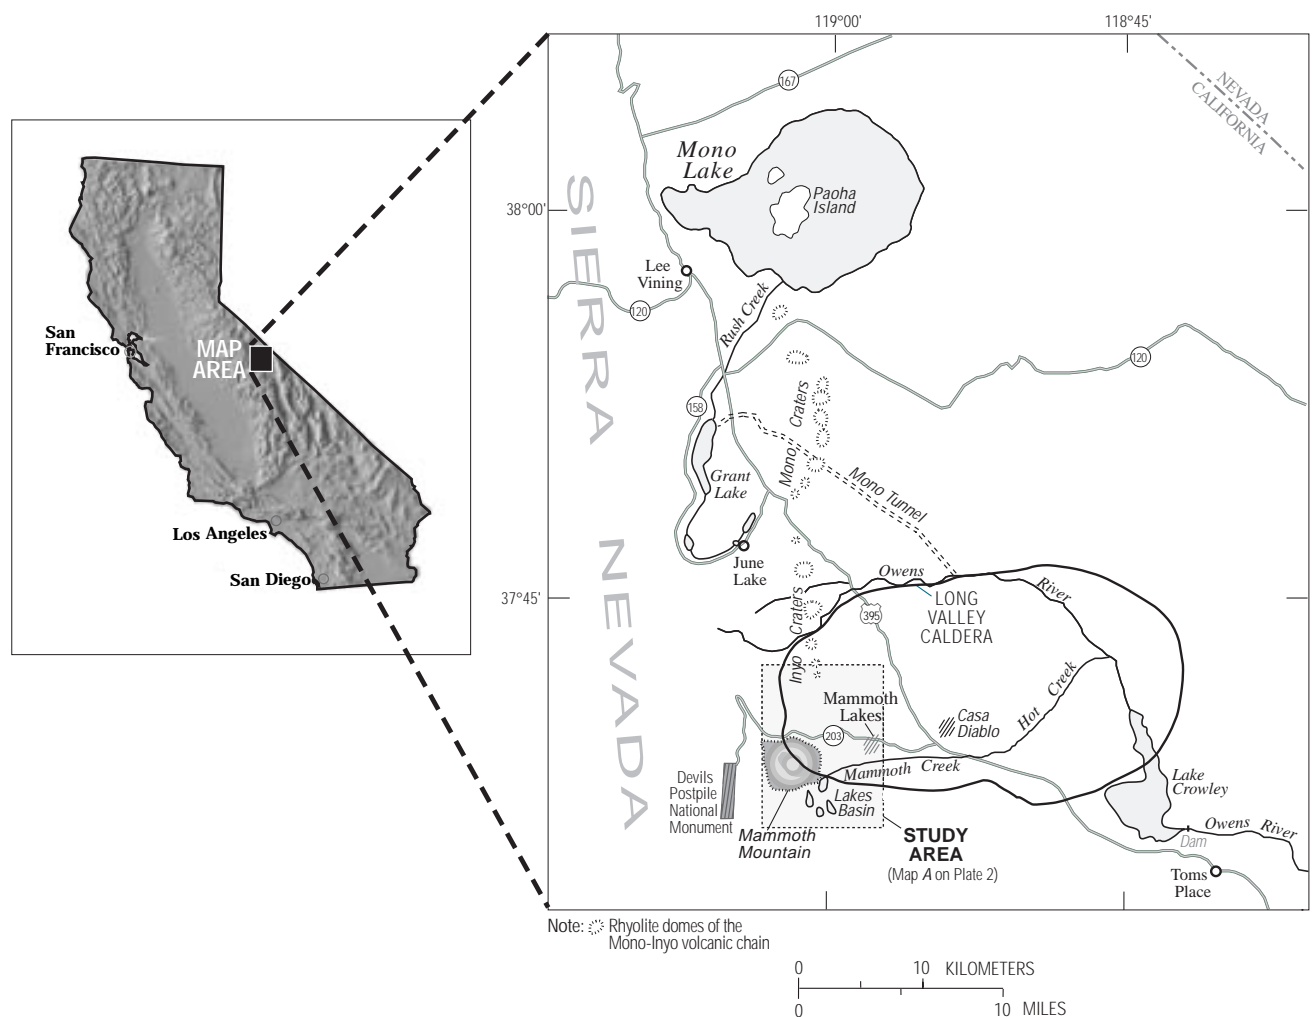 119°00'
118°45'
167
NEVADA
CALIFORNIA
Mono
Lake
Paoha
Island
38°00'
SIERRA NEVADA
Lee
Vining
120
Rush Creek
120
158
Mono Craters
Grant
Lake
Mono Tunnel
June
Lake
Owens River
37°45'
LONG
VALLEY
CALDERA
395
Inyo Craters
Mammoth
Lakes
203
Casa
Diablo
Hot Creek
Mammoth Creek
Devils
Postpile
National
Monument
Lakes
Basin
Mammoth
Mountain
STUDY
AREA
(Map A on Plate 2)
Lake
Crowley
Owens River
Dam
Toms
Place
San
Francisco
MAP
AREA
Los Angeles
San Diego
Note: Rhyolite domes of the
Mono-Inyo volcanic chain
0 10 KILOMETERS
0 10 MILES